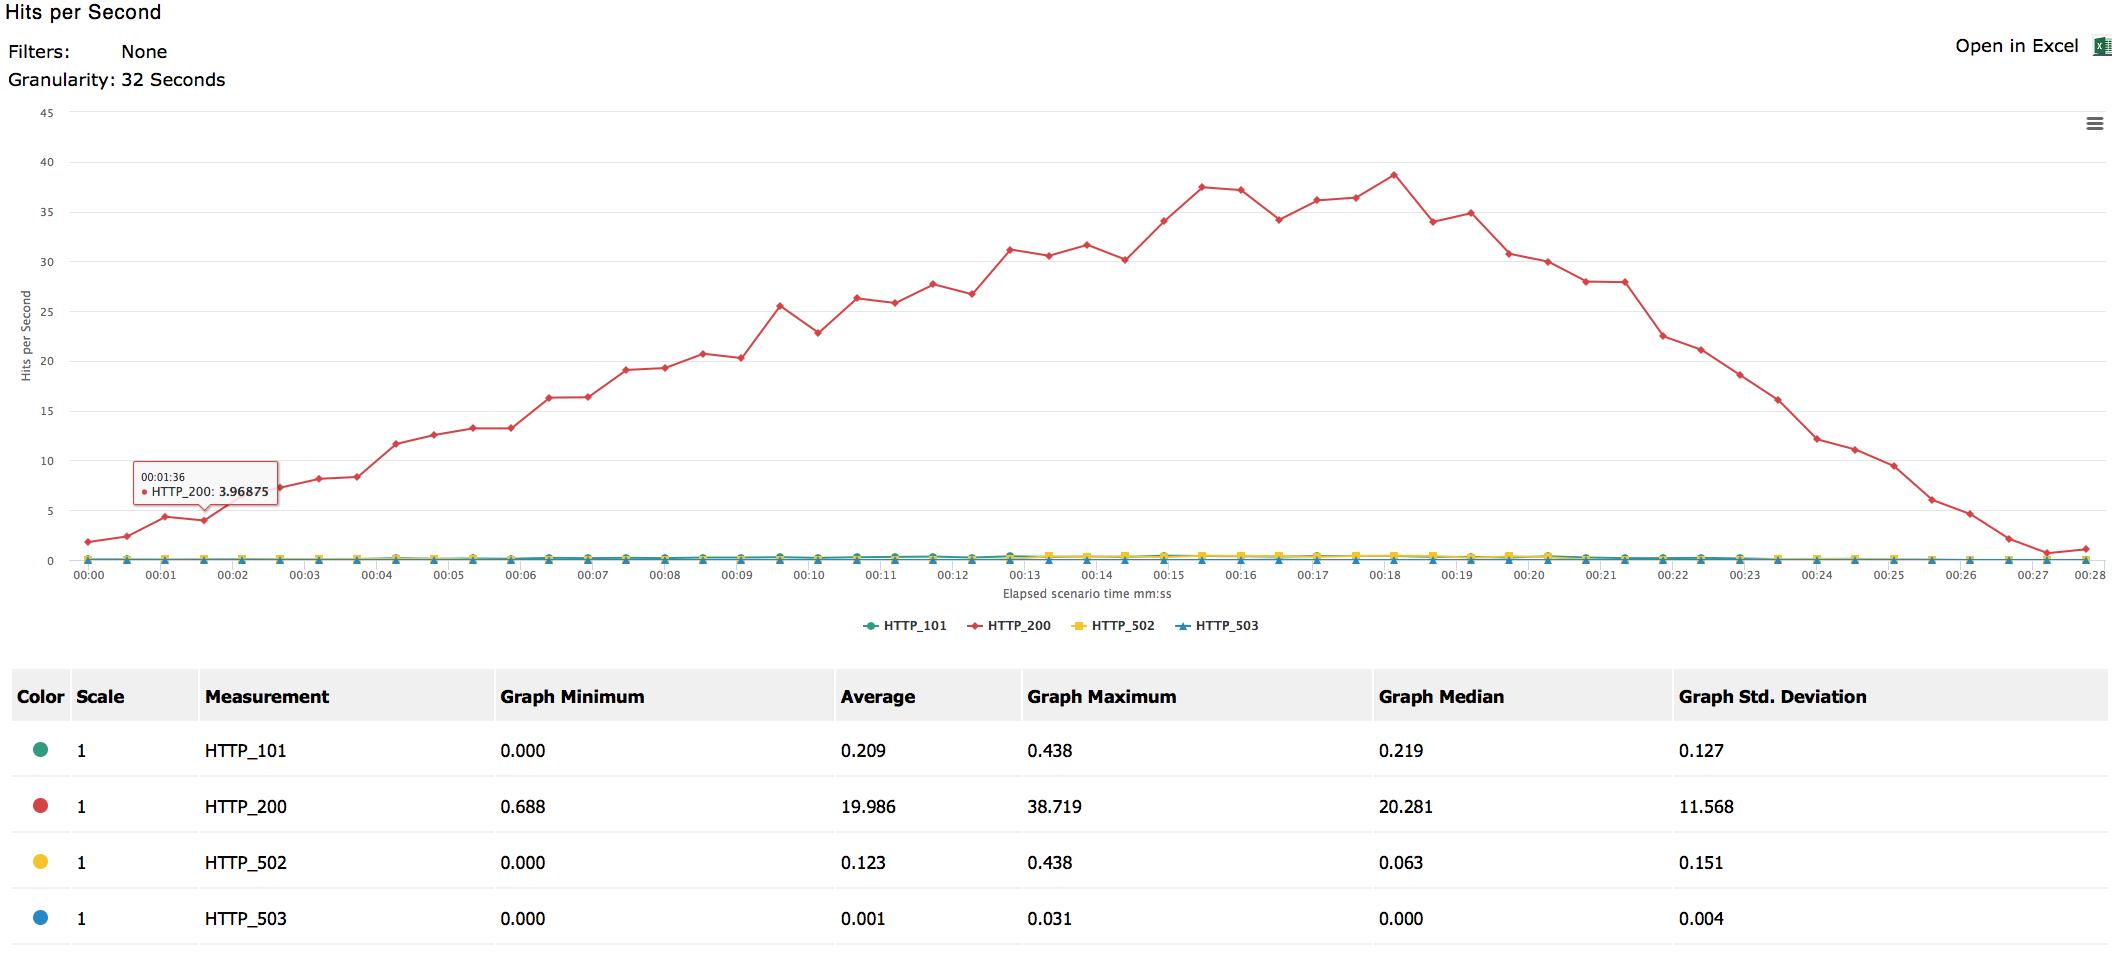 Hits per Second
Filters: None
Open in Excel
Granularity: 32 Seconds
45
40
35
30
25
20
15
10
5
0
Hits per Second
00:01:36
HTTP_200: 3.96875
00:00 00:01 00:02 00:03 00:04 00:05 00:06 00:07 00:08 00:09 00:10 00:11 00:12 00:13 00:14 00:15 00:16 00:17 00:18 00:19 00:20 00:21 00:22 00:23 00:24 00:25 00:26 00:27 00:28
Elapsed scenario time mm:ss
HTTP_101 HTTP_200 HTTP_502 HTTP_503
Color Scale Measurement Graph Minimum Average Graph Maximum Graph Median Graph Std. Deviation
1 HTTP_101 0.000 0.209 0.438 0.219 0.127
1 HTTP_200 0.688 19.986 38.719 20.281 11.568
1 HTTP_502 0.000 0.123 0.438 0.063 0.151
1 HTTP_503 0.000 0.001 0.031 0.000 0.004